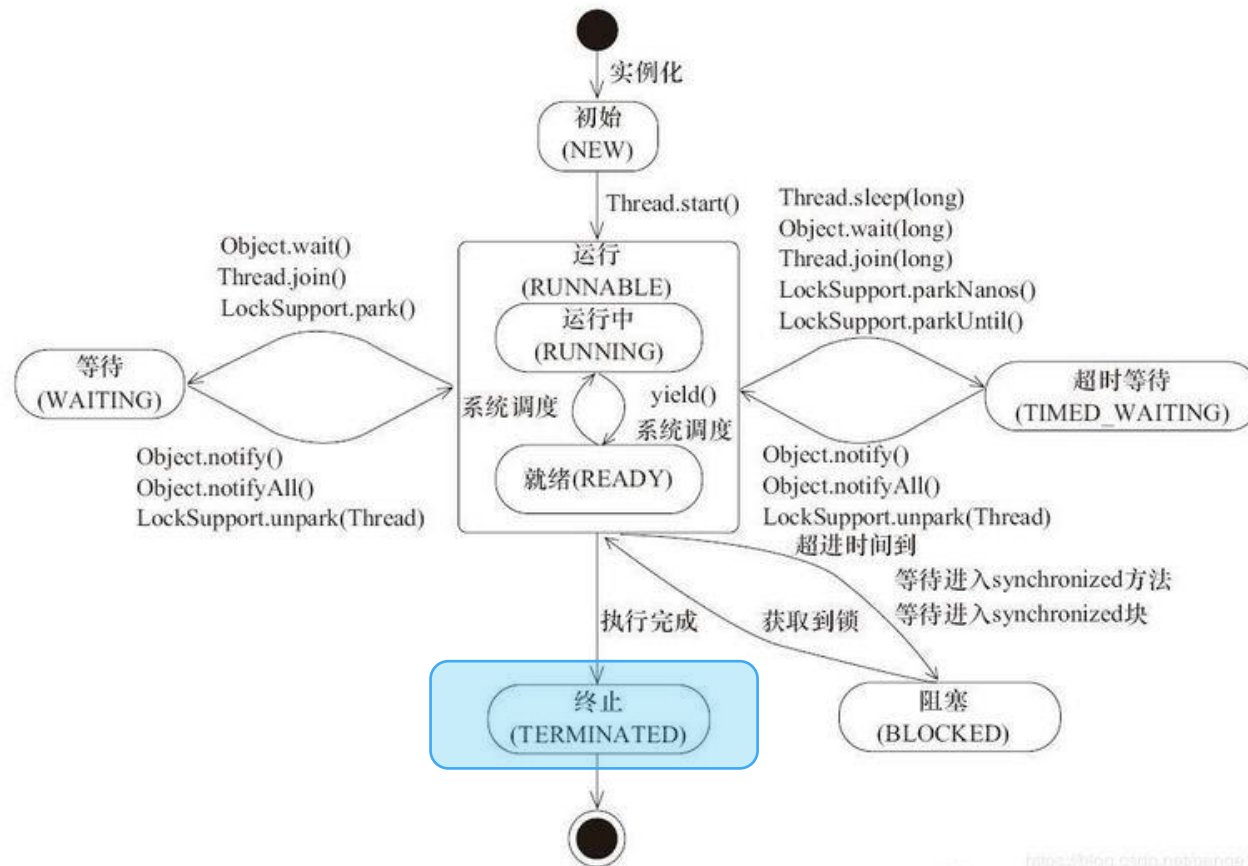 实例化
初始
(NEW)
Thread.start()
Object.wait()
Thread.join()
LockSupport.park()
Thread.sleep(long)
Object.wait(long)
Thread.join(long)
LockSupport.parkNanos()
LockSupport.parkUntil()
运行
(RUNNABLE)
运行中
(RUNNING)
等待
(WAITING)
超时等待
(TIMED_WAITING)
系统调度
yield()
系统调度
就绪(READY)
Object.notify()
Object.notifyAll()
LockSupport.unpark(Thread)
Object.notify()
Object.notifyAll()
LockSupport.unpark(Thread)
超进时间到
等待进入synchronized方法
等待进入synchronized块
执行完成
获取到锁
终止
(TERMINATED)
阻塞
(BLOCKED)